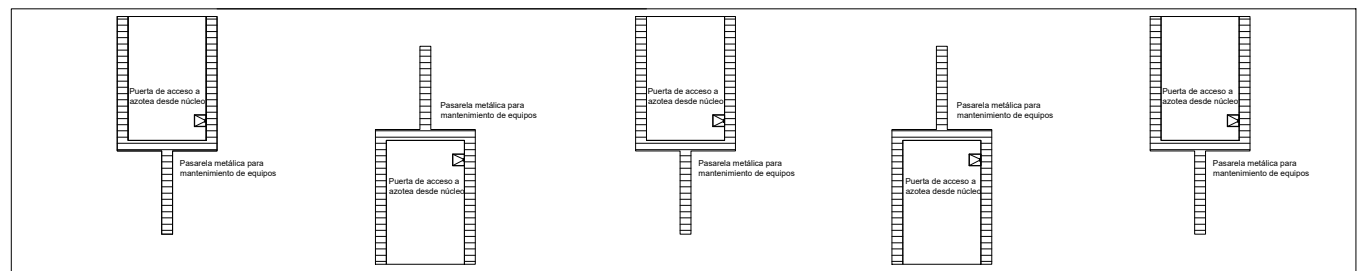 Puerta de acceso a
azotea desde núcleo
Pasarela metálica para
mantenimiento de equipos
Pasarela metálica para
mantenimiento de equipos
Puerta de acceso a
azotea desde núcleo
Puerta de acceso a
azotea desde núcleo
Pasarela metálica para
mantenimiento de equipos
Pasarela metálica para
mantenimiento de equipos
Puerta de acceso a
azotea desde núcleo
Puerta de acceso a
azotea desde núcleo
Pasarela metálica para
mantenimiento de equipos